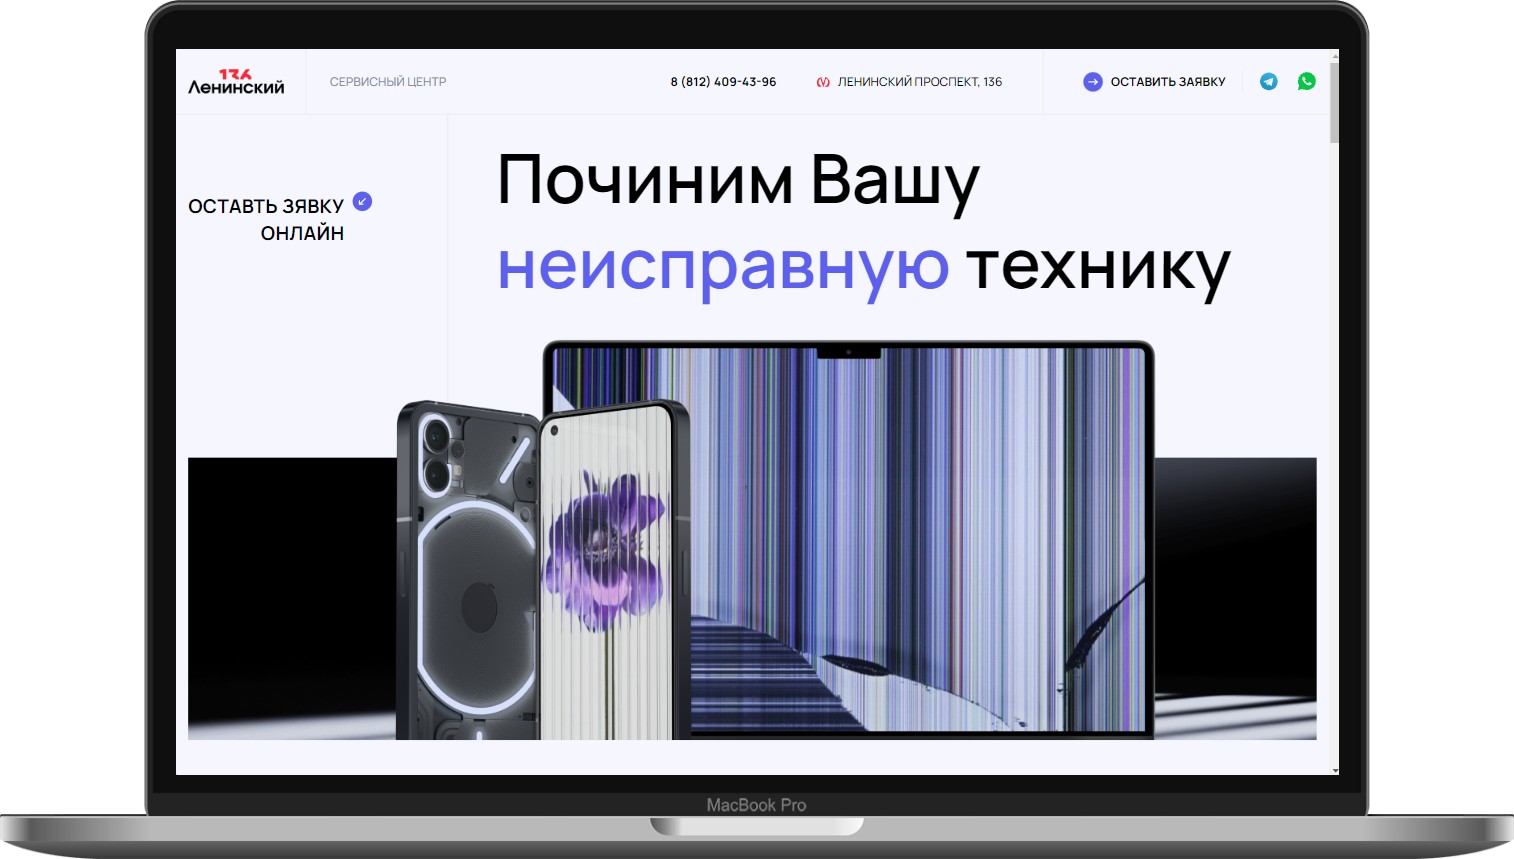 136
Ленинский
СЕРВИСНЫЙ ЦЕНТР
8 (812) 409-43-96
ЛЕНИНСКИЙ ПРОСПЕКТ, 136
ОСТАВИТЬ ЗАЯВКУ
ОСТАВТЬ ЗЯВКУ
ОНЛАЙН
Починим Вашу
неисправную технику
MacBook Pro